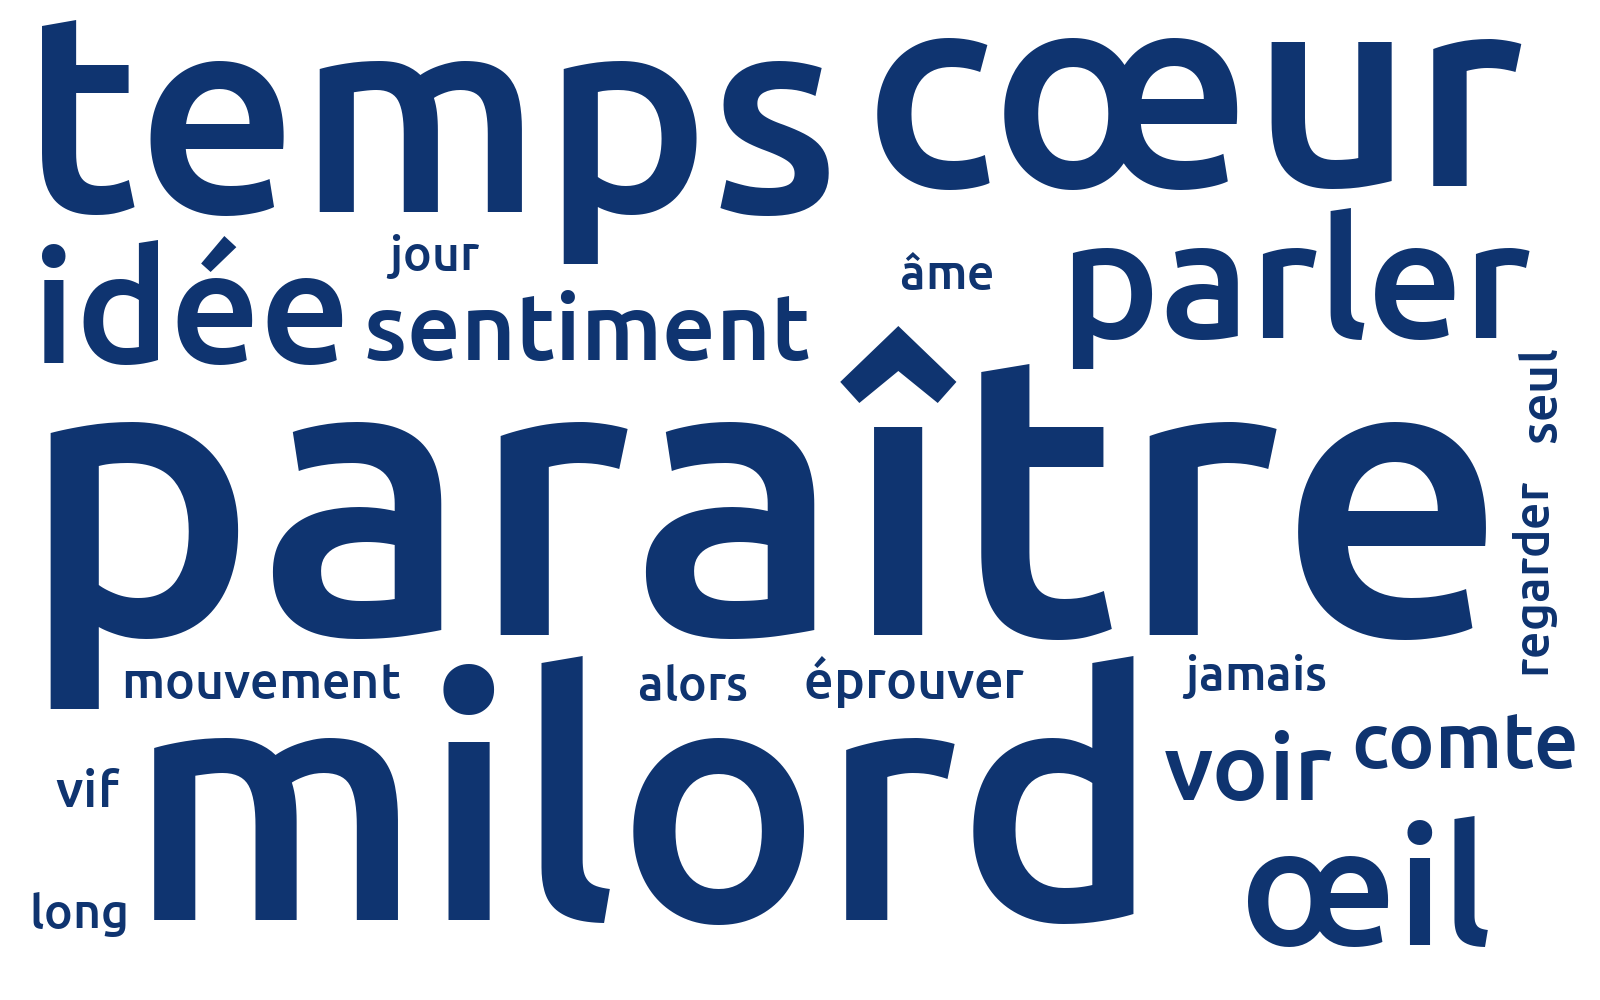 temps cœur
idée jour sentiment âme parler
seul
paraître
regarder
mouvement alors éprouver jamais
vif milord voir comte
long œil